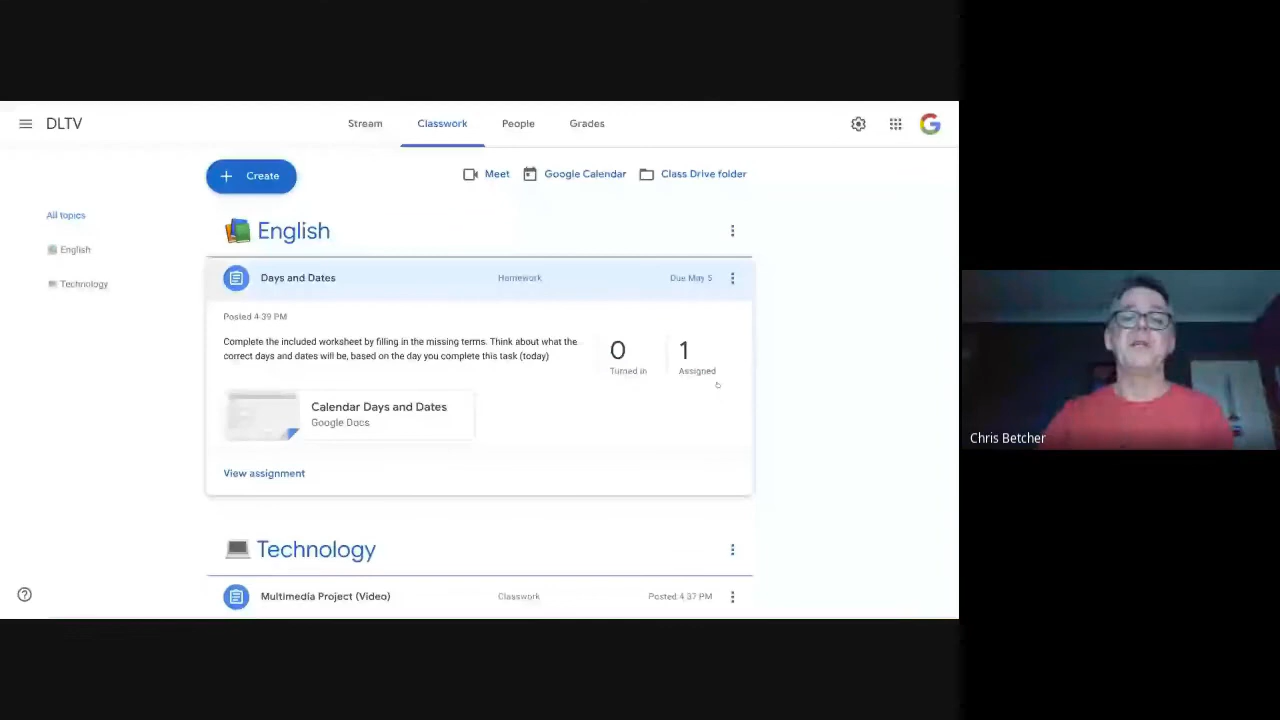 DLTV
Stream Classwork People Grades
Create
Meet Google Calendar Class Drive folder
All topics
English
Technology
English
Days and Dates Homework Due May 5
Posted 4:39 PM
Complete the included worksheet by filling in the missing terms. Think about what the
correct days and dates will be, based on the day you complete this task (today)
0 1
Turned in Assigned
Calendar Days and Dates
Google Docs
View assignment
Technology
Multimedia Project (Video) Classwork Posted 4:37 PM
Chris Betcher